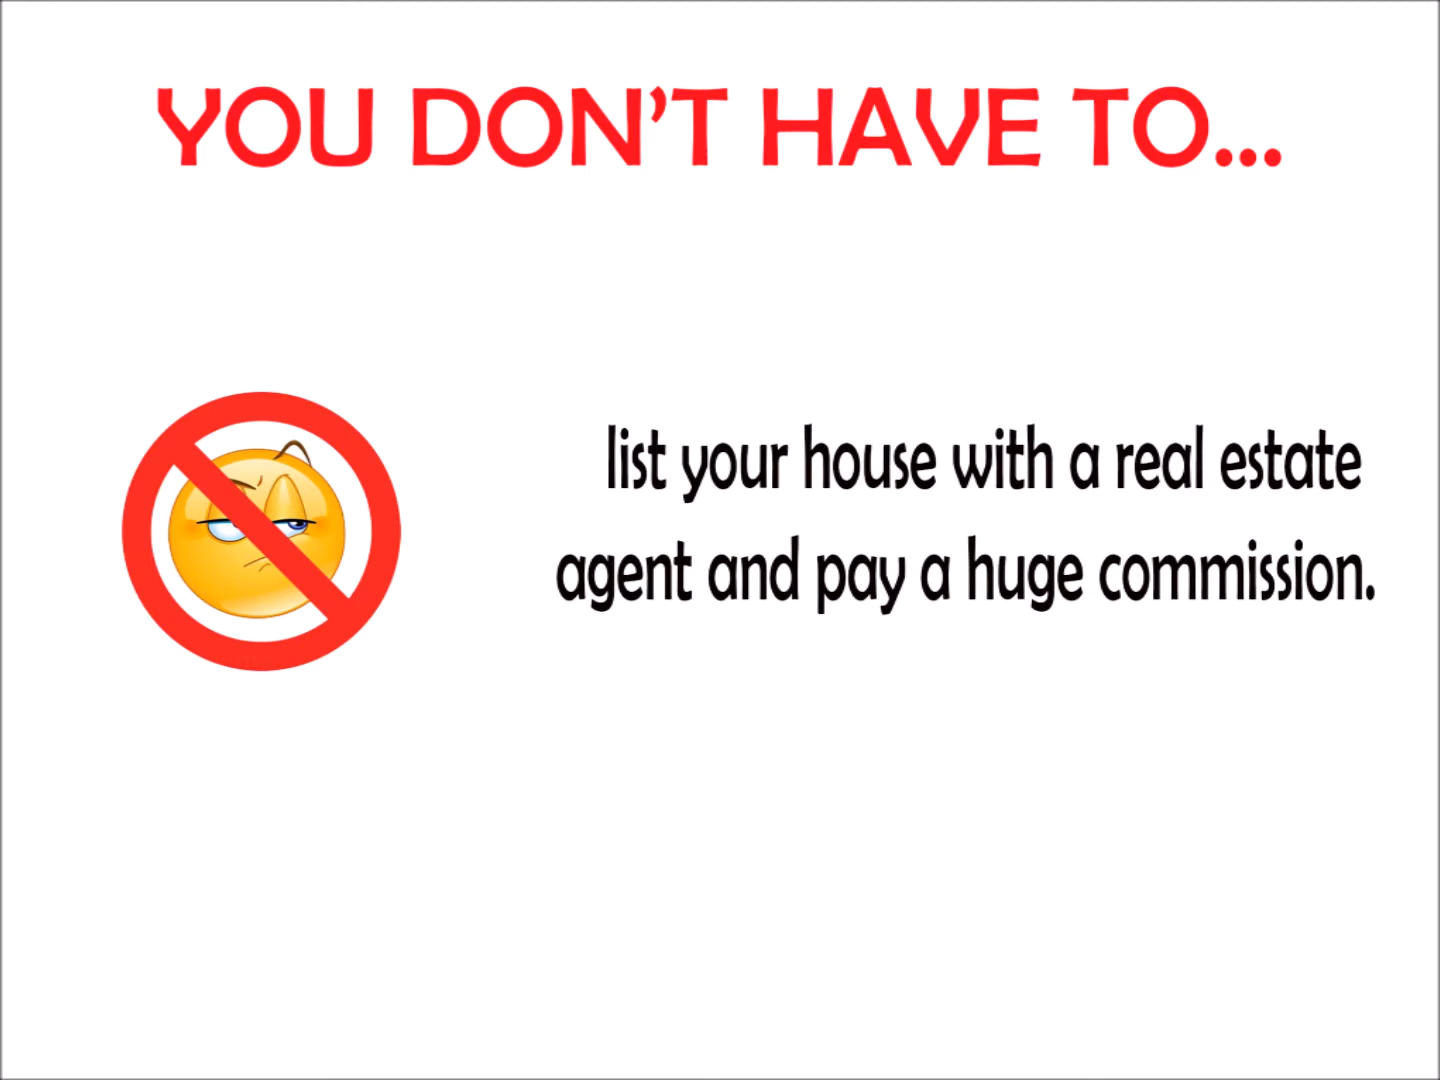 YOU DON’T HAVE TO...
list your house with a real estate
agent and pay a huge commission.